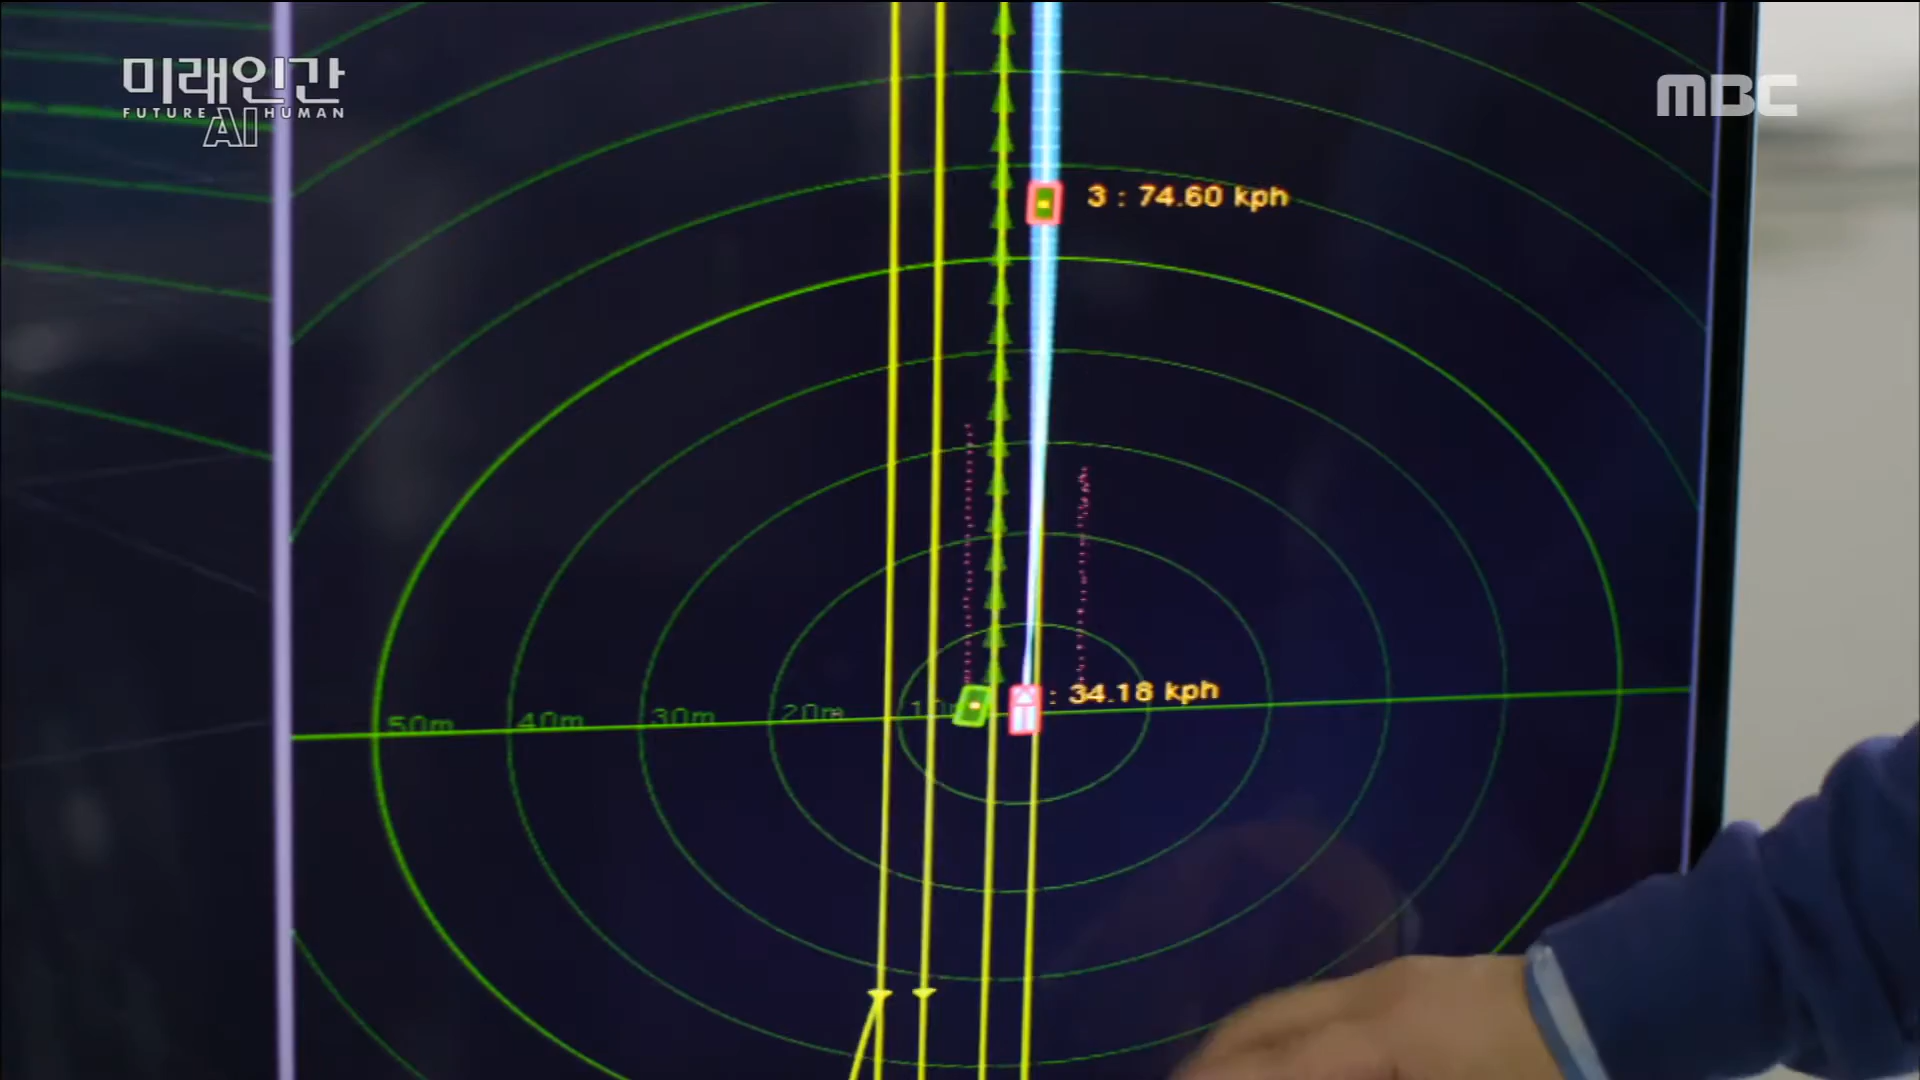 미래인간
FUTURE HUMAN
AI
MBC
3 : 74.60 kph
: 34.18 kph
50m
40m
30m
20m